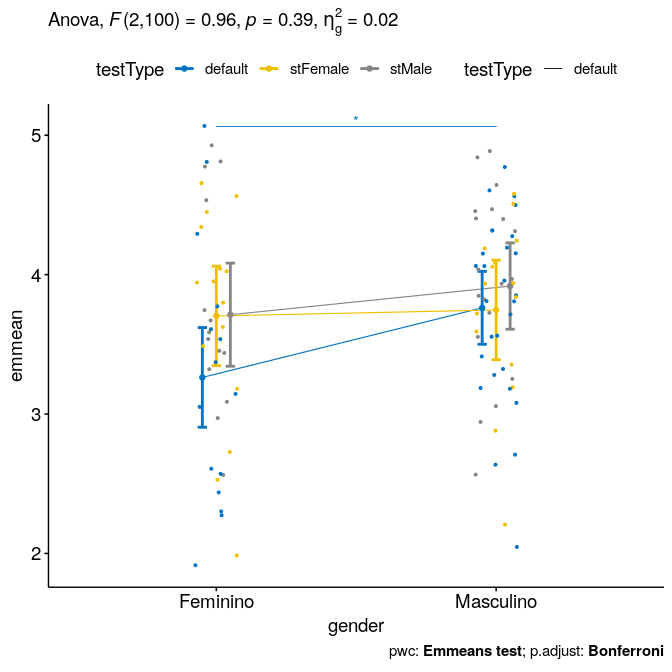 Anova, F(2,100) = 0.96, p = 0.39, η²g = 0.02
testType default stFemale stMale testType default
*
5
4
3
2
emmean
Feminino Masculino
gender
pwc: Emmeans test; p.adjust: Bonferroni